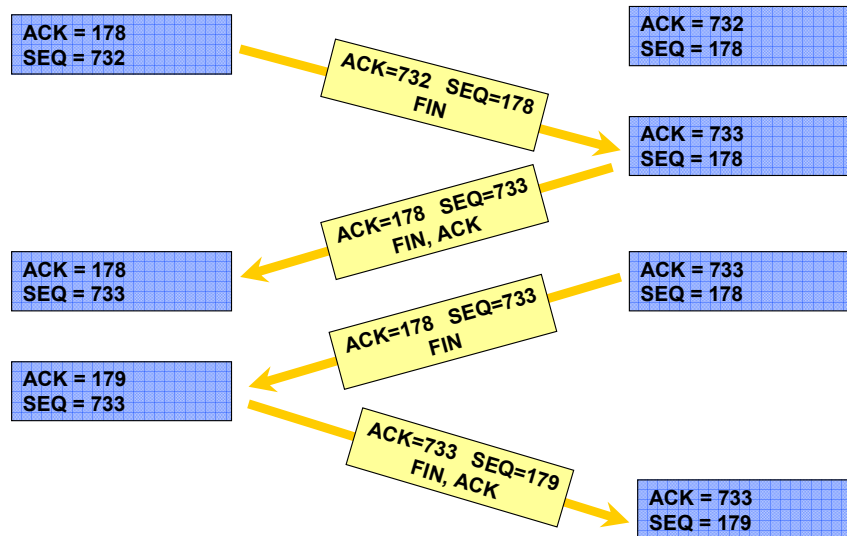 ACK = 178
SEQ = 732
ACK = 732
SEQ = 178
ACK=732 SEQ=178
FIN
ACK = 733
SEQ = 178
ACK=178 SEQ=733
FIN, ACK
ACK = 178
SEQ = 733
ACK = 733
SEQ = 178
ACK=178 SEQ=733
FIN
ACK = 179
SEQ = 733
ACK=733 SEQ=179
FIN, ACK
ACK = 733
SEQ = 179